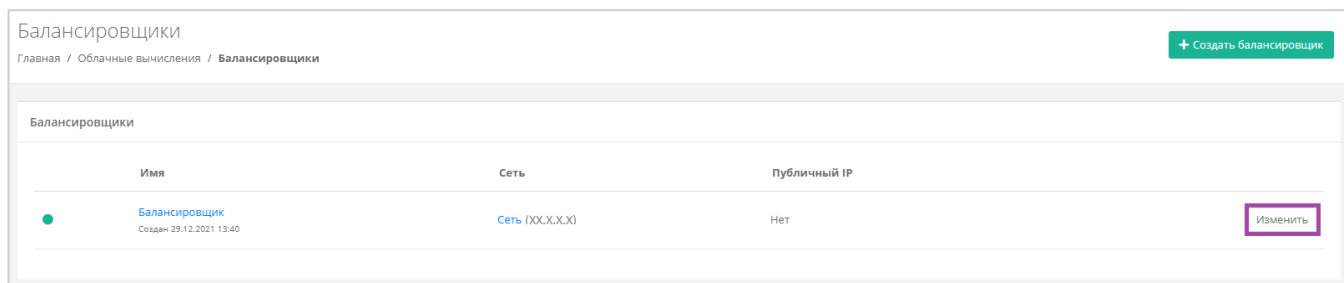 Балансировщики
Главная / Облачные вычисления / Балансировщики
+ Создать балансировщик
Балансировщики
Имя Сеть Публичный IP
Балансировщик Сеть (XX.X.X.X) Нет Изменить
Создан 29.12.2021 13:40